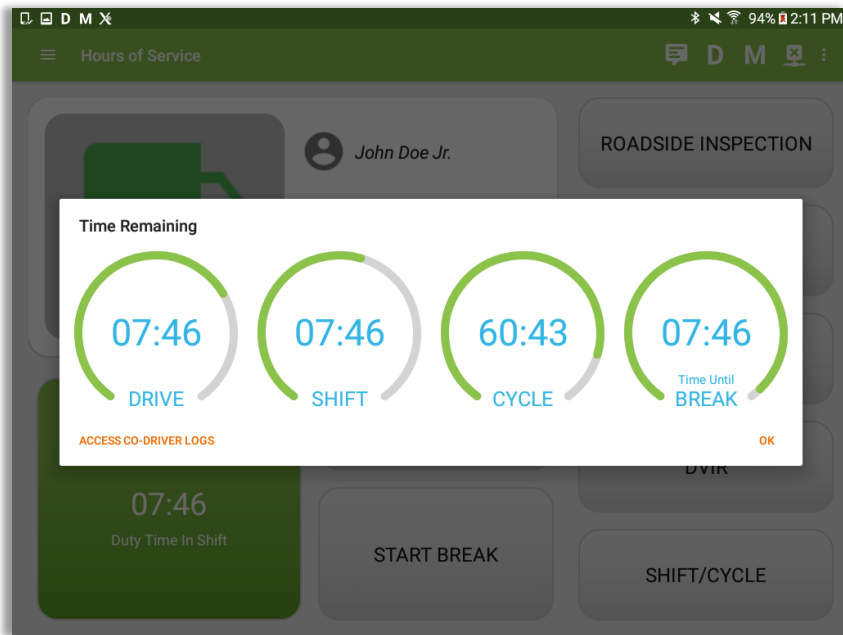 D M 94% 2:11 PM
Hours of Service D M
John Doe Jr.
ROADSIDE INSPECTION
Time Remaining
07:46 07:46 60:43 07:46
Time Until
DRIVE SHIFT CYCLE BREAK
ACCESS CO-DRIVER LOGS OK
DVIR
07:46
Duty Time In Shift
START BREAK
SHIFT/CYCLE